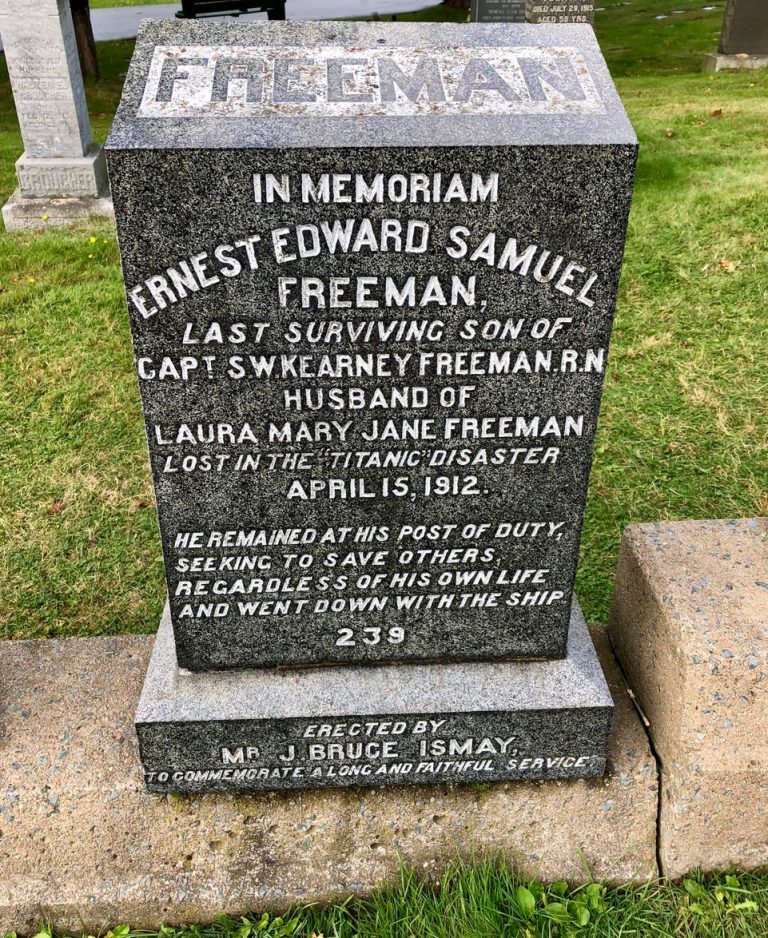 DIED JULY 29, 1915
AGED 59 YRS.
CROUCHER
FREEMAN
IN MEMORIAM
ERNEST EDWARD SAMUEL
FREEMAN,
LAST SURVIVING SON OF
CAPT S.W.KEARNEY FREEMAN.R.N
HUSBAND OF
LAURA MARY JANE FREEMAN
LOST IN THE "TITANIC" DISASTER
APRIL 15, 1912.
HE REMAINED AT HIS POST OF DUTY,
SEEKING TO SAVE OTHERS,
REGARDLESS OF HIS OWN LIFE
AND WENT DOWN WITH THE SHIP
239
ERECTED BY
MR J. BRUCE ISMAY,
TO COMMEMORATE A LONG AND FAITHFUL SERVICE